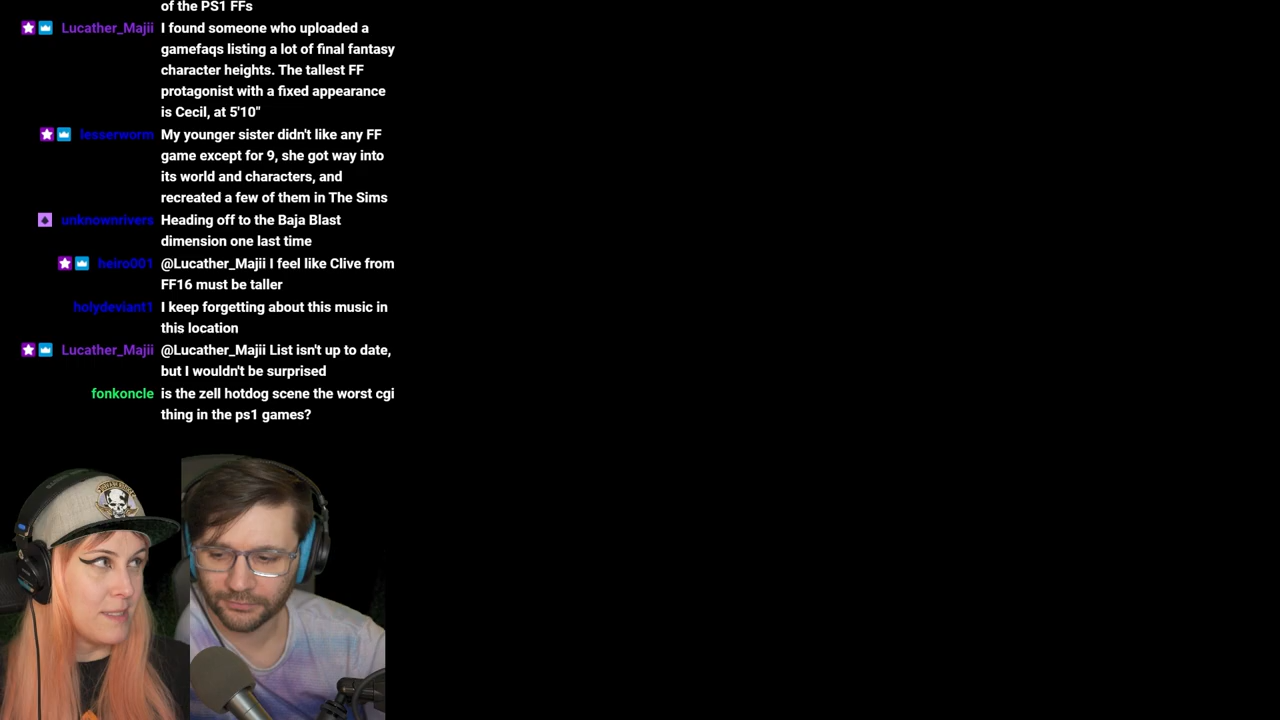 of the PS1 FFs
Lucather_Majii I found someone who uploaded a
gamefaqs listing a lot of final fantasy
character heights. The tallest FF
protagonist with a fixed appearance
is Cecil, at 5'10"
lesserworm My younger sister didn't like any FF
game except for 9, she got way into
its world and characters, and
recreated a few of them in The Sims
unknownrivers Heading off to the Baja Blast
dimension one last time
heiro001 @Lucather_Majii I feel like Clive from
FF16 must be taller
holydeviant1 I keep forgetting about this music in
this location
Lucather_Majii @Lucather_Majii List isn't up to date,
but I wouldn't be surprised
fonkoncle is the zell hotdog scene the worst cgi
thing in the ps1 games?